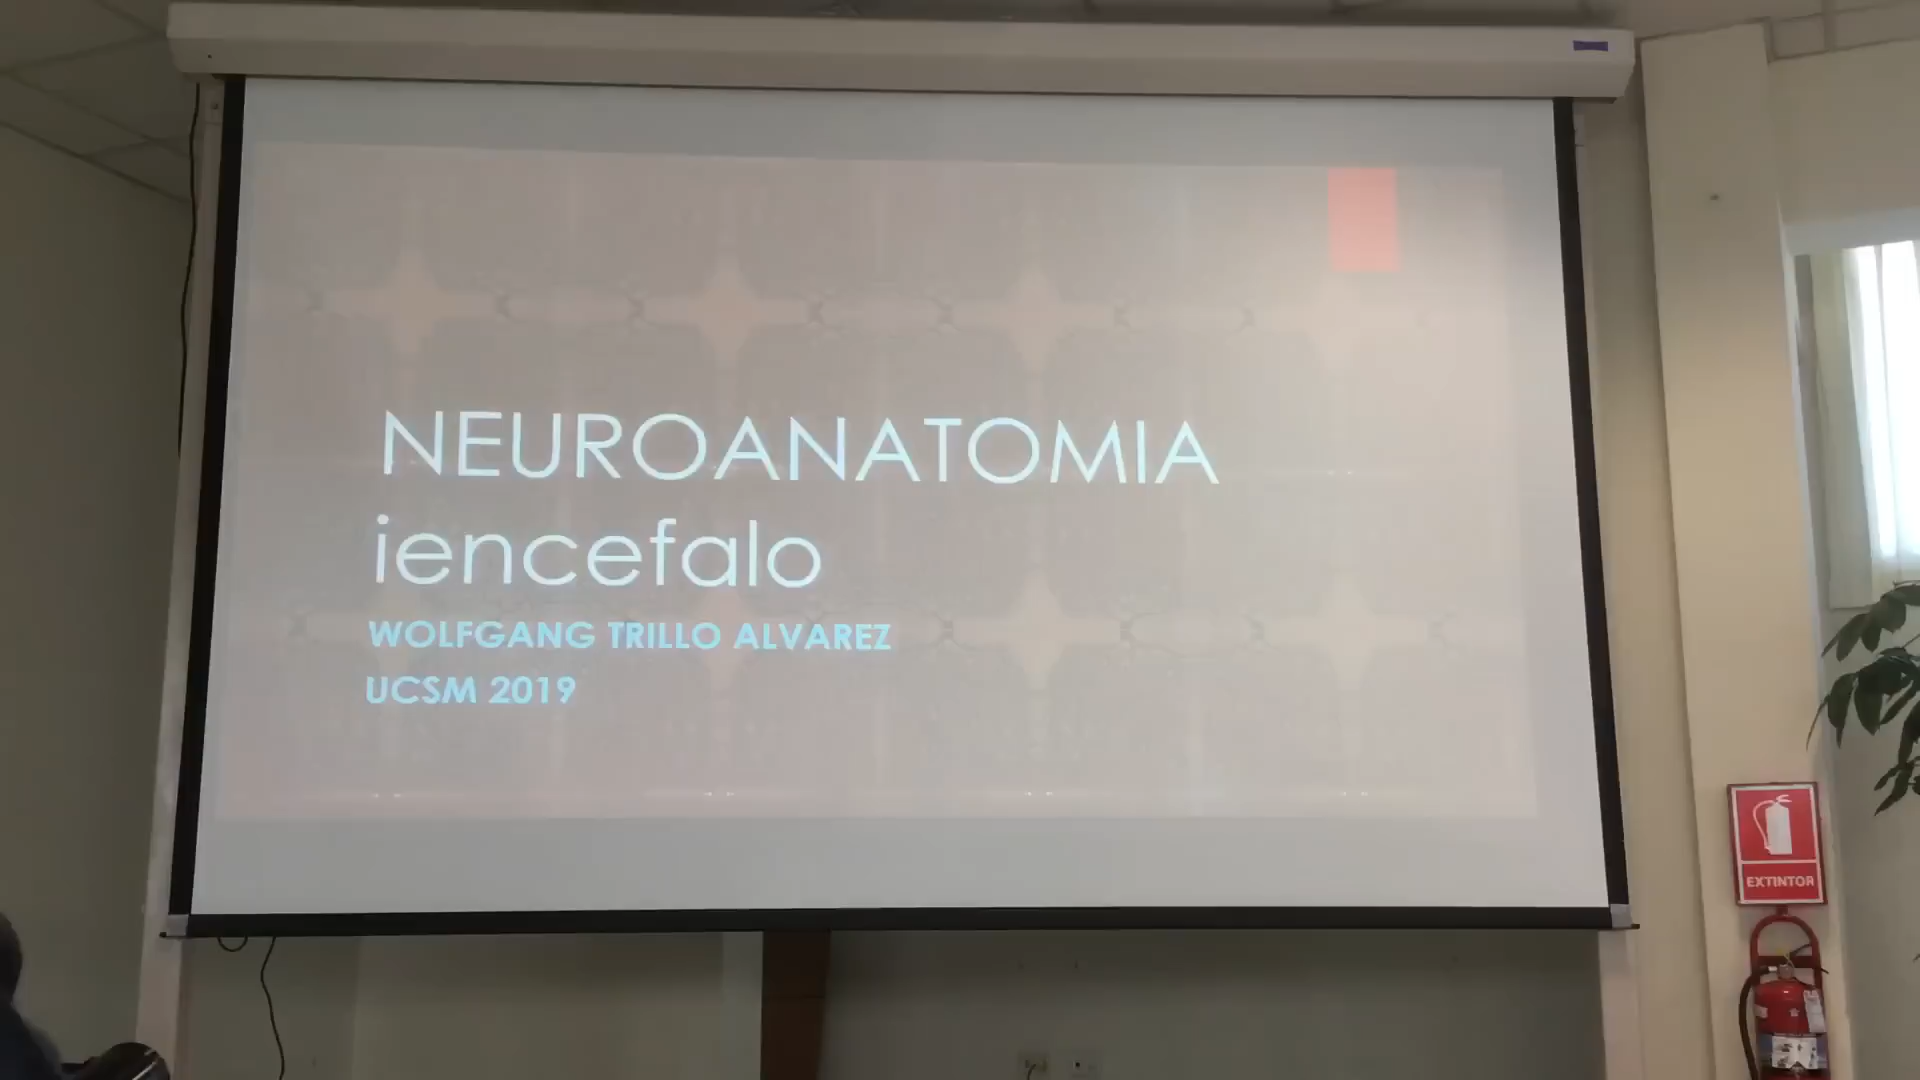 NEUROANATOMIA
iencefalo
WOLFGANG TRILLO ALVAREZ
UCSM 2019
EXTINTOR